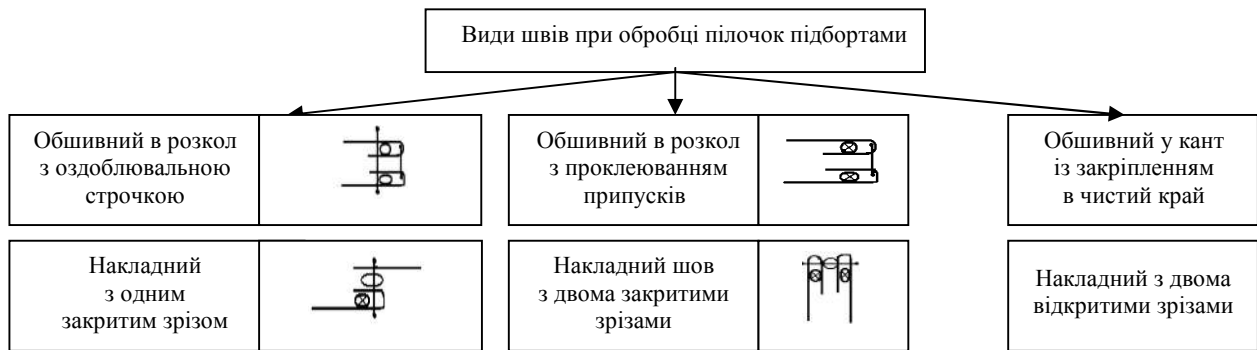 Види швів при обробці пілочок підбортами
Обшивний в розкол
з оздоблювальною
строчкою
Обшивний в розкол
з проклеюванням
припусків
Обшивний у кант
із закріпленням
в чистий край
Накладний
з одним
закритим зрізом
Накладний шов
з двома закритими
зрізами
Накладний з двома
відкритими зрізами